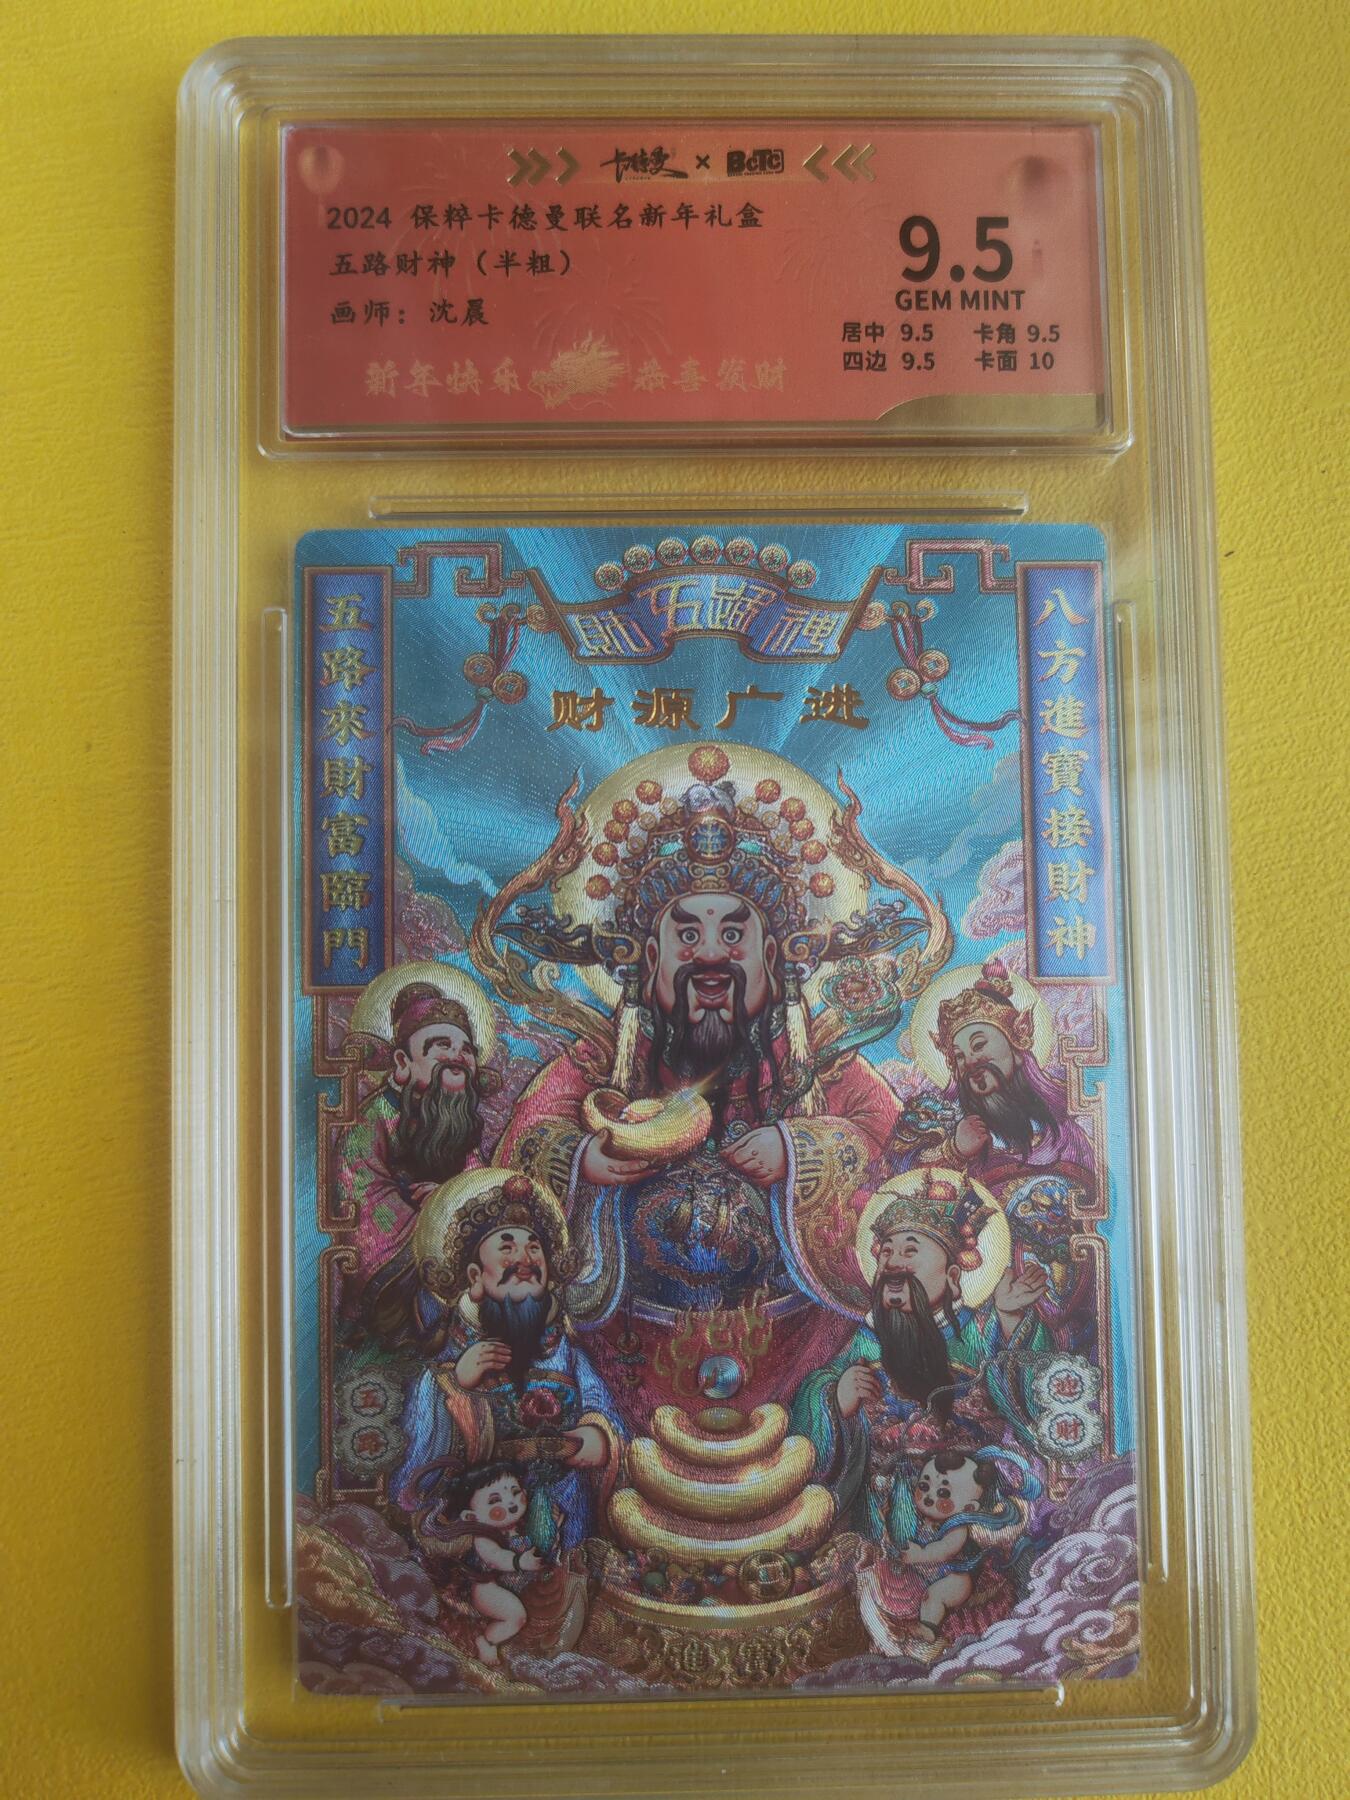 卡德曼 × BCTC
2024 保粹卡德曼联名新年礼盒
五路财神（半粗）
画师：沈晨
新年快乐 恭喜发财
9.5
GEM MINT
居中 9.5 卡角 9.5
四边 9.5 卡面 10
財五路神
财源广进
五路來財富臨門
八方進寶接財神
五路
迎財
進寶